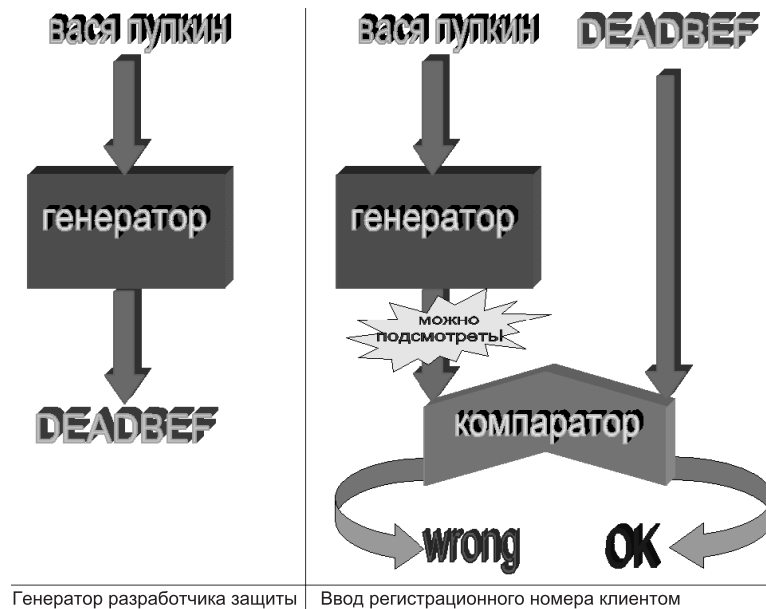 вася пупкин
генератор
DEADBEF
Генератор разработчика защиты
вася пупкин
DEADBEF
генератор
можно
подсмотреть!
компаратор
wrong
OK
Ввод регистрационного номера клиентом